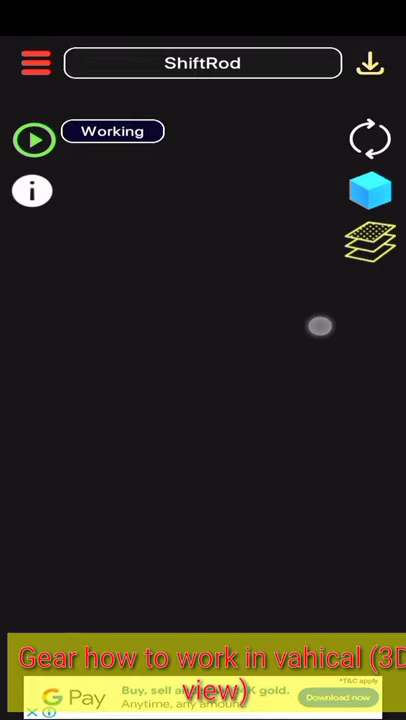 ShiftRod
Working
i
Gear how to work in vahical (3D
view)
*T&C apply
G Pay
Buy, sell a K gold.
Anytime, any amoun
Download now